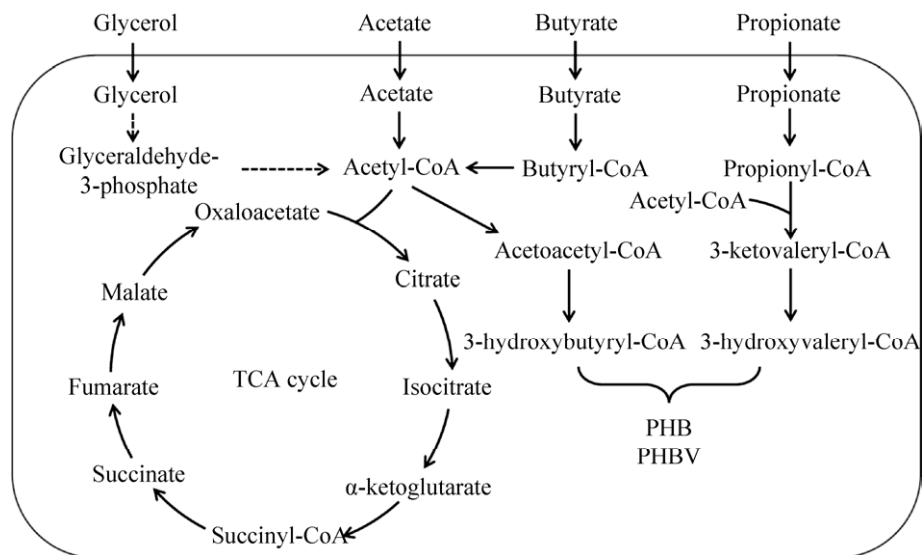 Glycerol Acetate Butyrate Propionate
Glycerol Acetate Butyrate Propionate
Glyceraldehyde-
3-phosphate
Acetyl-CoA Butyryl-CoA Propionyl-CoA
Acetyl-CoA
Oxaloacetate
Acetoacetyl-CoA 3-ketovaleryl-CoA
Citrate
Malate
3-hydroxybutyryl-CoA 3-hydroxyvaleryl-CoA
Fumarate TCA cycle Isocitrate
PHB
PHBV
Succinate α-ketoglutarate
Succinyl-CoA